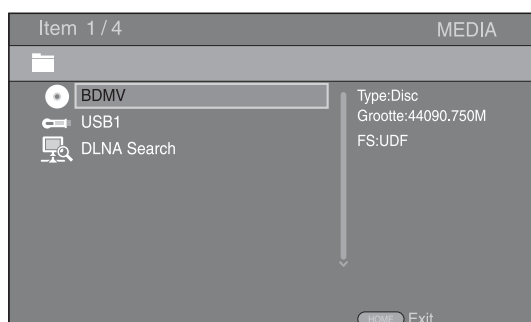 Item 1 / 4
MEDIA
BDMV
USB1
DLNA Search
Type:Disc
Grootte:44090.750M
FS:UDF
HOME Exit